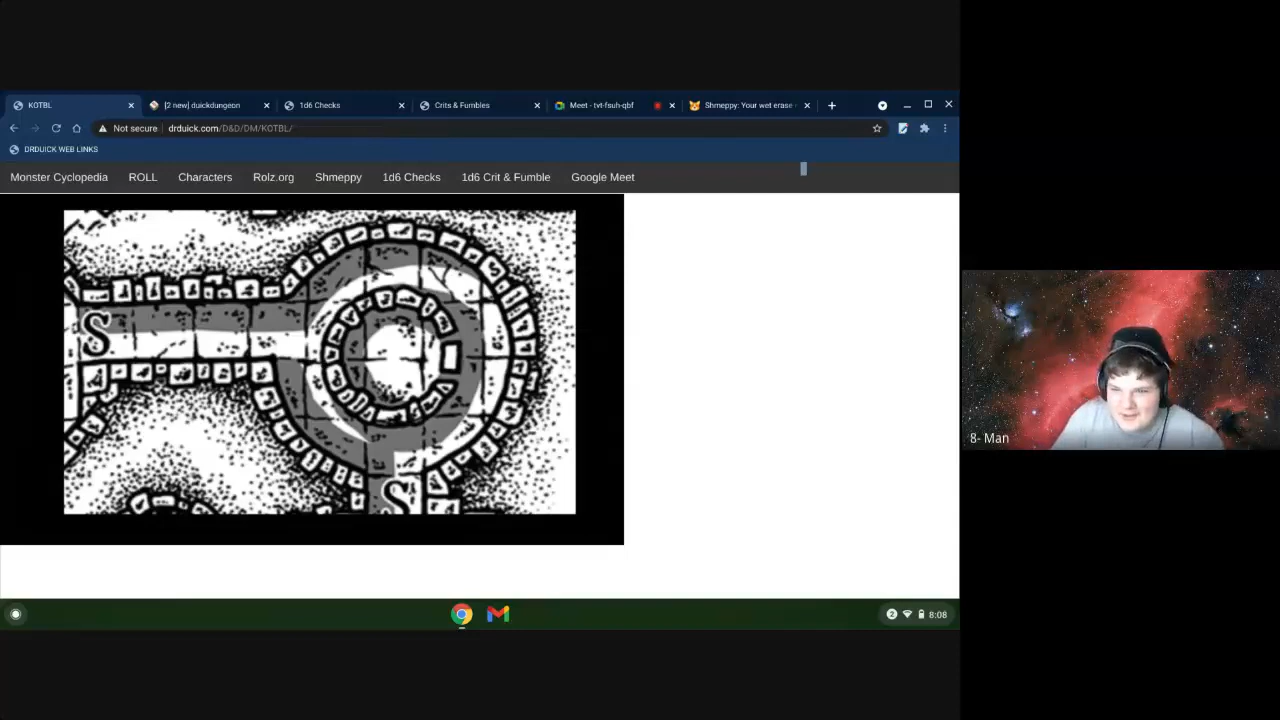 KOTBL
[2 new] duickdungeon
1d6 Checks
Crits & Fumbles
Meet - tvt-fsuh-qbf
Shmeppy: Your wet erase
Not secure
drduick.com/D&D/DM/KOTBL/
DRDUICK WEB LINKS
Monster Cyclopedia
ROLL
Characters
Rolz.org
Shmeppy
1d6 Checks
1d6 Crit & Fumble
Google Meet
S
S
8- Man
2
8:08